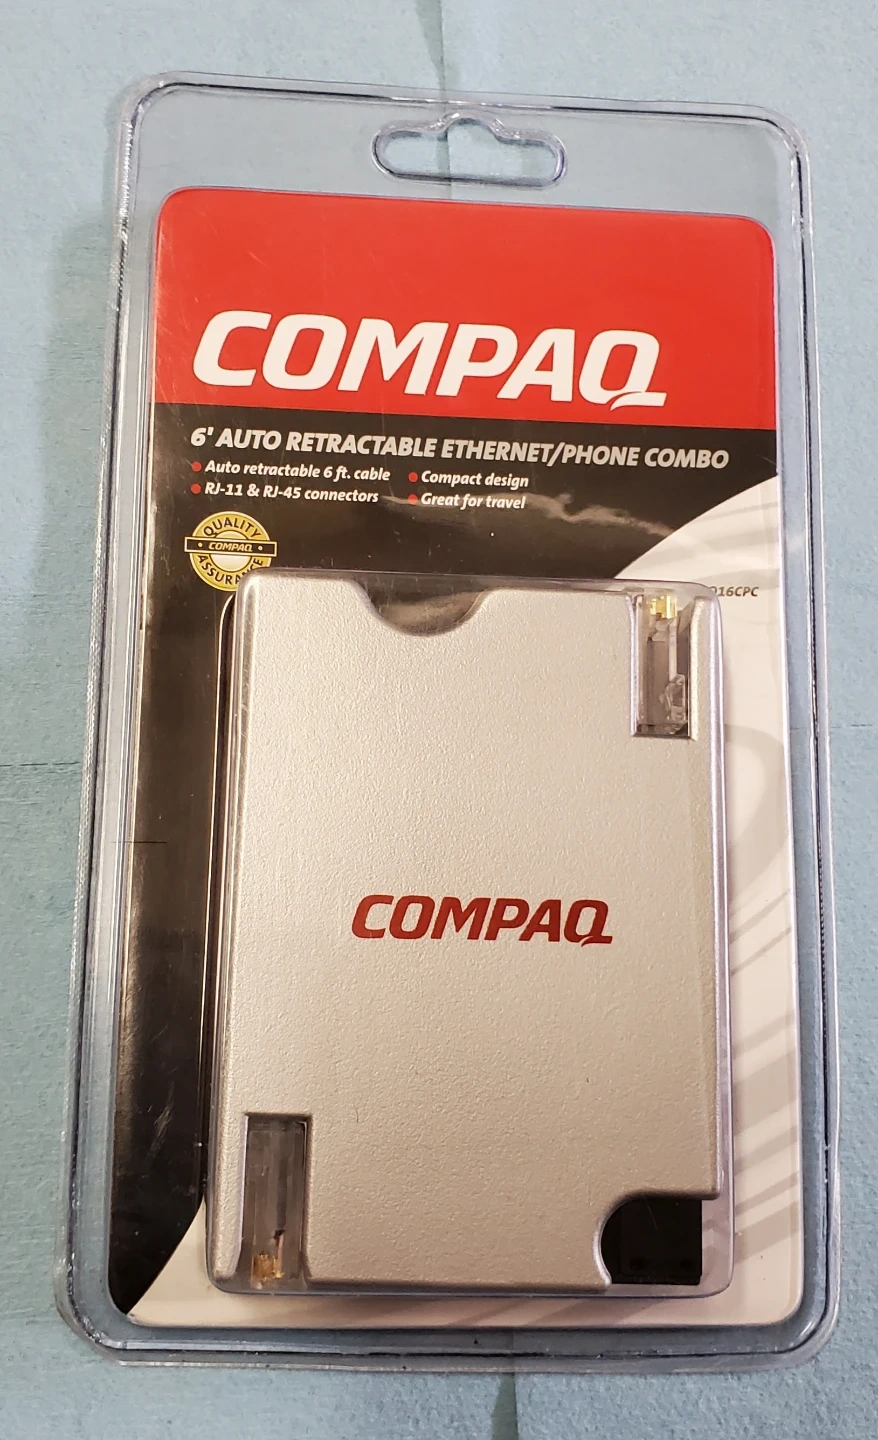 COMPAQ
6' AUTO RETRACTABLE ETHERNET/PHONE COMBO
● Auto retractable 6 ft. cable ● Compact design
● RJ-11 & RJ-45 connectors ● Great for travel
QUALITY
COMPAQ
COMPAQ